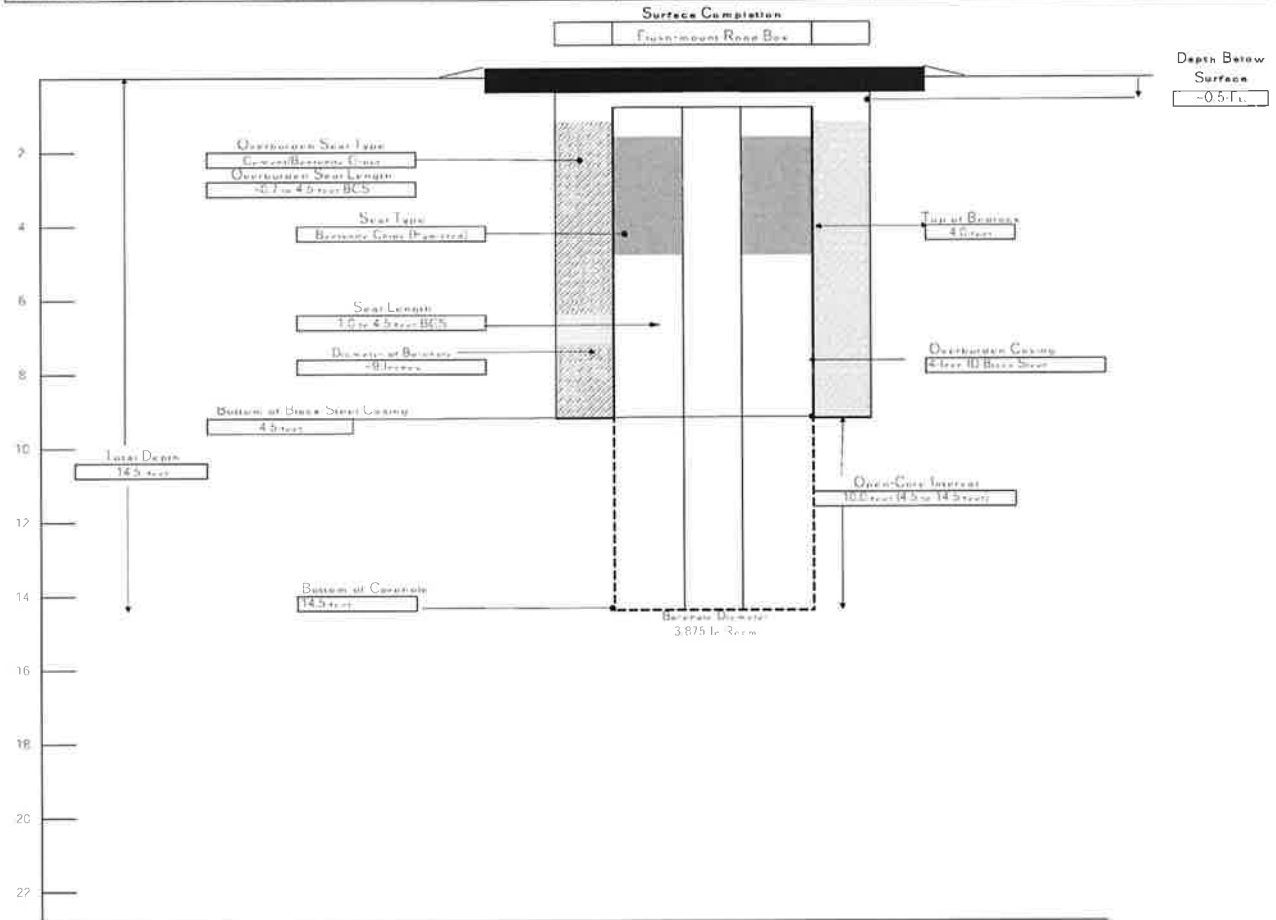 Surface Completion
Flush-mount Road Box
Depth Below
Surface
~0.5-Ft.
Overburden Seal Type
Cement/Bentonite Grout
Overburden Seal Length
~0.7 to 4.5 feet BCS
Seal Type
Bentonite Chips (Hydrated)
Top of Bedrock
4.0 feet
Seal Length
1.0 to 4.5 feet BCS
Diameter of Borehole
~9 Inches
Overburden Casing
ID Black Steel
Bottom of Black Steel Casing
4.5 feet
Total Depth
14.5 feet
Open-Core Interval
10.0 feet (4.5 to 14.5 feet)
Bottom of Corehole
14.5 feet
Borehole Diameter
3.875
2
4
6
8
10
12
14
16
18
20
22